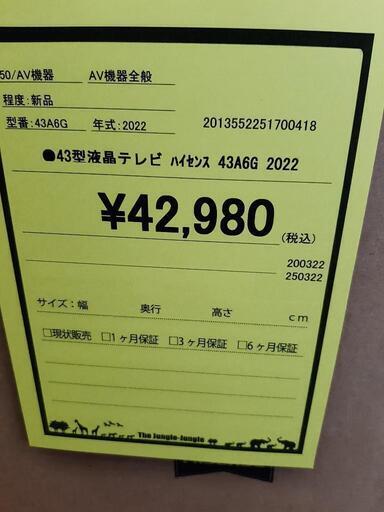 50/AV機器 AV機器全般
程度:新品
型番:43A6G 年式:2022 2013552251700418
●43型液晶テレビ ﾊｲｾﾝｽ 43A6G 2022
¥42,980(税込)
200322
250322
サイズ:幅 奥行 高さ cm
□現状販売 □1ヶ月保証 □3ヶ月保証 □6ヶ月保証
The Jungle-Jungle